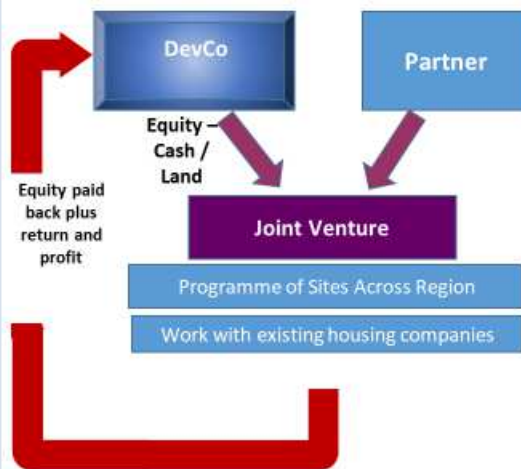 DevCo
Partner
Equity –
Cash /
Land
Equity paid
back plus
return and
profit
Joint Venture
Programme of Sites Across Region
Work with existing housing companies